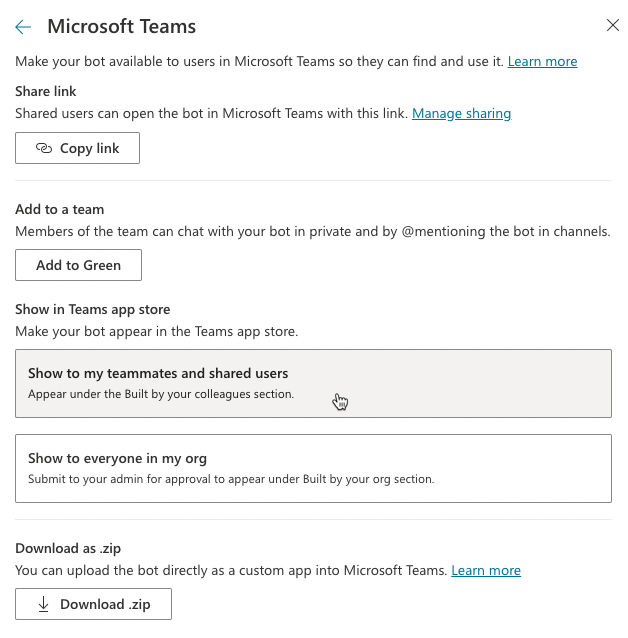 Microsoft Teams
Make your bot available to users in Microsoft Teams so they can find and use it. Learn more
Share link
Shared users can open the bot in Microsoft Teams with this link. Manage sharing
Copy link
Add to a team
Members of the team can chat with your bot in private and by @mentioning the bot in channels.
Add to Green
Show in Teams app store
Make your bot appear in the Teams app store.
Show to my teammates and shared users
Appear under the Built by your colleagues section.
Show to everyone in my org
Submit to your admin for approval to appear under Built by your org section.
Download as .zip
You can upload the bot directly as a custom app into Microsoft Teams. Learn more
Download .zip